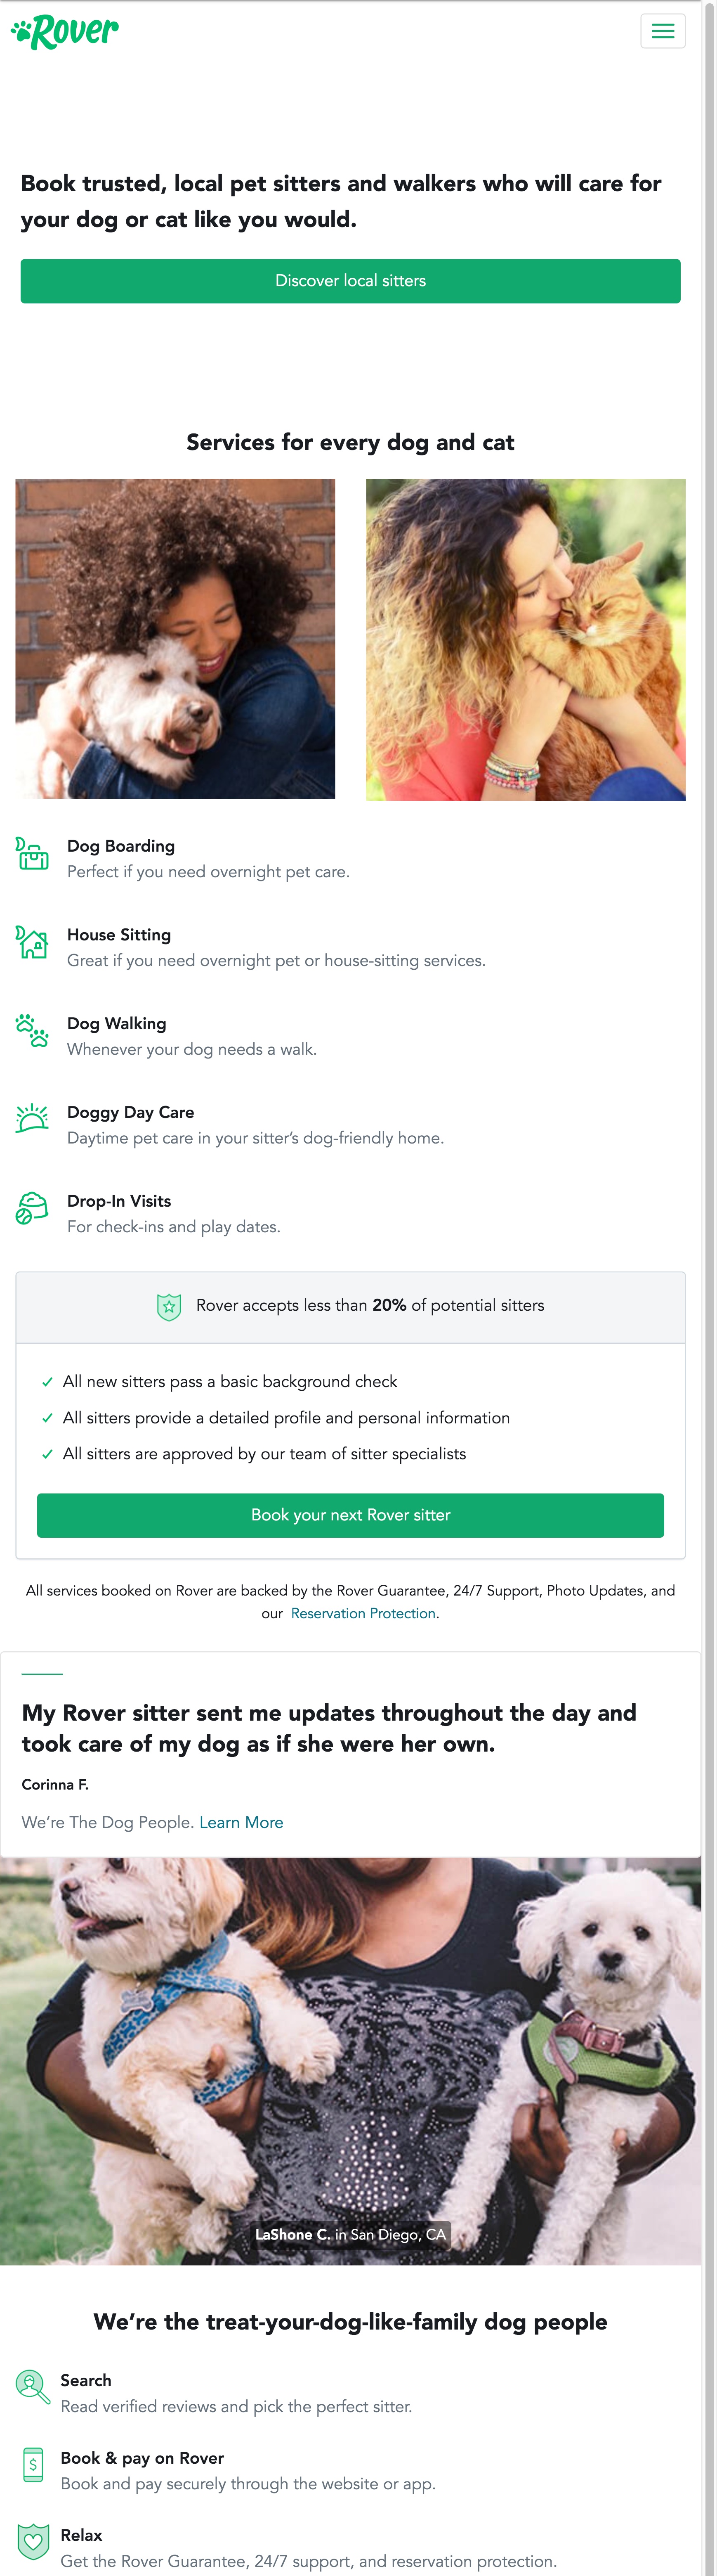 Rover
Book trusted, local pet sitters and walkers who will care for
your dog or cat like you would.
Discover local sitters
Services for every dog and cat
Dog Boarding
Perfect if you need overnight pet care.
House Sitting
Great if you need overnight pet or house-sitting services.
Dog Walking
Whenever your dog needs a walk.
Doggy Day Care
Daytime pet care in your sitter’s dog-friendly home.
Drop-In Visits
For check-ins and play dates.
Rover accepts less than 20% of potential sitters
All new sitters pass a basic background check
All sitters provide a detailed profile and personal information
All sitters are approved by our team of sitter specialists
Book your next Rover sitter
All services booked on Rover are backed by the Rover Guarantee, 24/7 Support, Photo Updates, and
our Reservation Protection.
My Rover sitter sent me updates throughout the day and
took care of my dog as if she were her own.
Corinna F.
We’re The Dog People. Learn More
LaShone C. in San Diego, CA
We’re the treat-your-dog-like-family dog people
Search
Read verified reviews and pick the perfect sitter.
$
Book & pay on Rover
Book and pay securely through the website or app.
Relax
Get the Rover Guarantee, 24/7 support, and reservation protection.